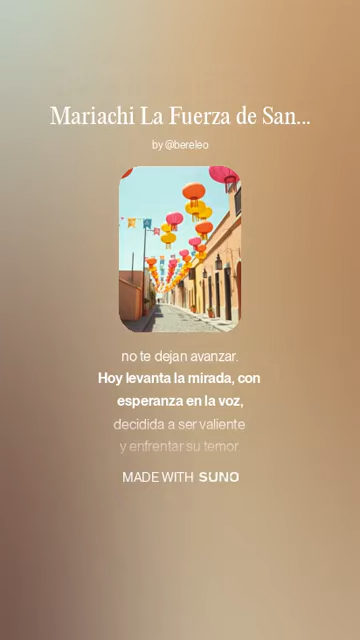 Mariachi La Fuerza de San...
by @bereleo
no te dejan avanzar.
Hoy levanta la mirada, con
esperanza en la voz,
decidida a ser valiente
y enfrentar su temor
MADE WITH SUNO